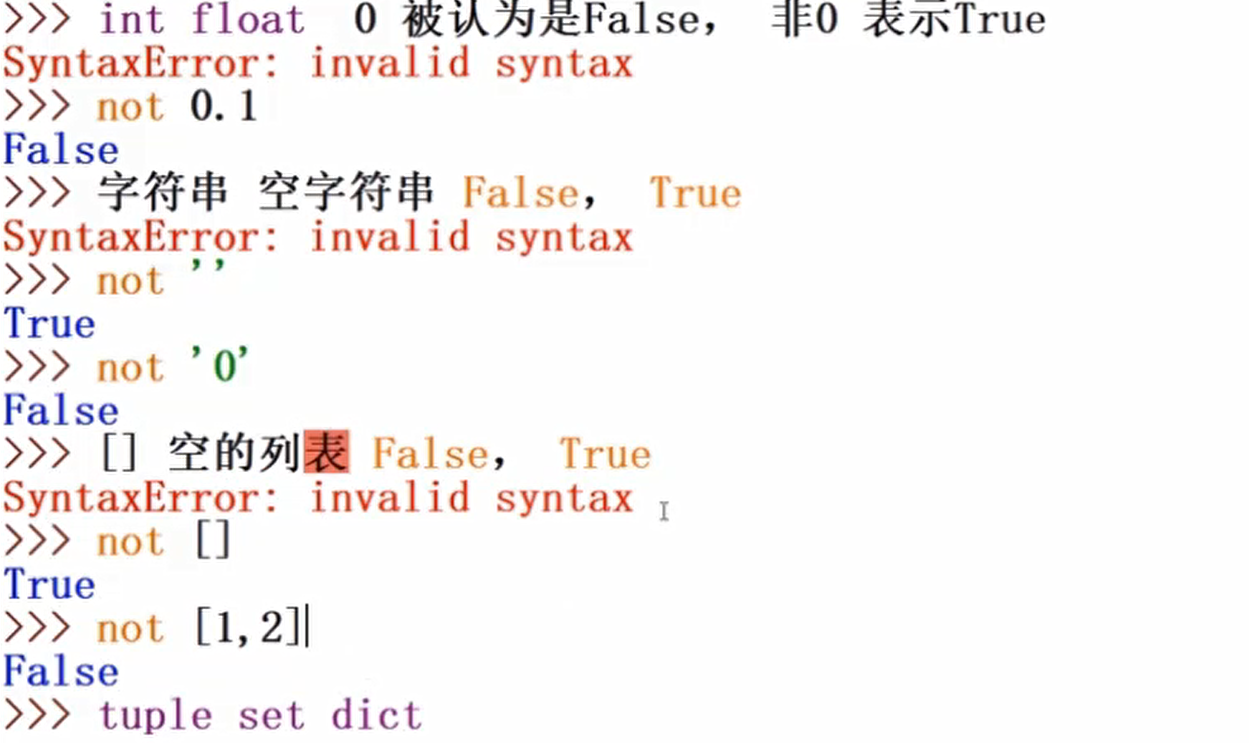 >>> int float  0 被认为是False， 非0 表示True
SyntaxError: invalid syntax
>>> not 0.1
False
>>> 字符串 空字符串 False， True
SyntaxError: invalid syntax
>>> not ''
True
>>> not '0'
False
>>> [] 空的列表 False， True
SyntaxError: invalid syntax
>>> not []
True
>>> not [1,2]
False
>>> tuple set dict